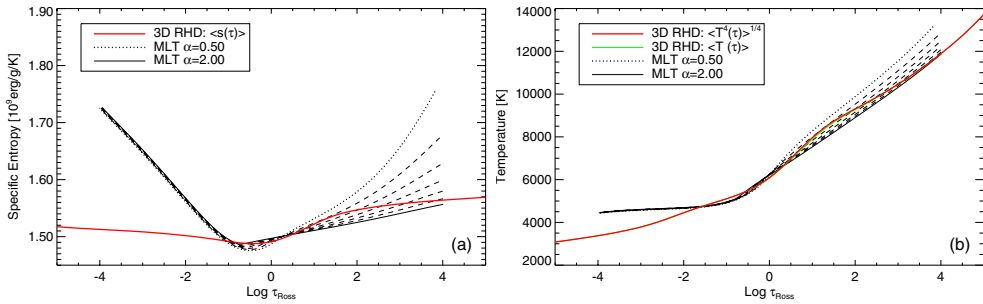 1.90
1.80
1.70
1.60
1.50
Specific Entropy [10⁹erg/g/K]
3D RHD: <s(τ)>
MLT α=0.50
MLT α=2.00
(a)
-4
-2
0
2
4
Log τRoss
14000
12000
10000
8000
6000
4000
2000
Temperature [K]
3D RHD: <T⁴(τ)>¹/⁴
3D RHD: <T (τ)>
MLT α=0.50
MLT α=2.00
(b)
-4
-2
0
2
4
Log τRoss